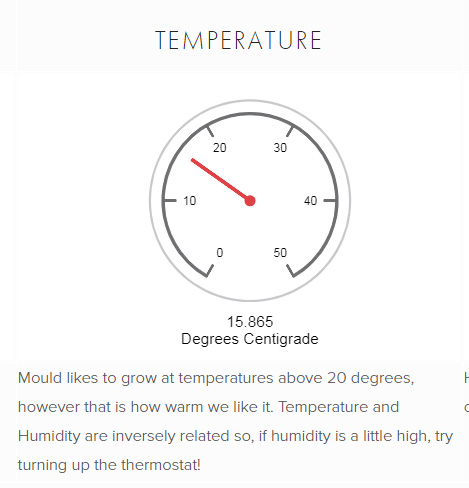 TEMPERATURE
20 30
10 40
0 50
15.865
Degrees Centigrade
Mould likes to grow at temperatures above 20 degrees,
however that is how warm we like it. Temperature and
Humidity are inversely related so, if humidity is a little high, try
turning up the thermostat!